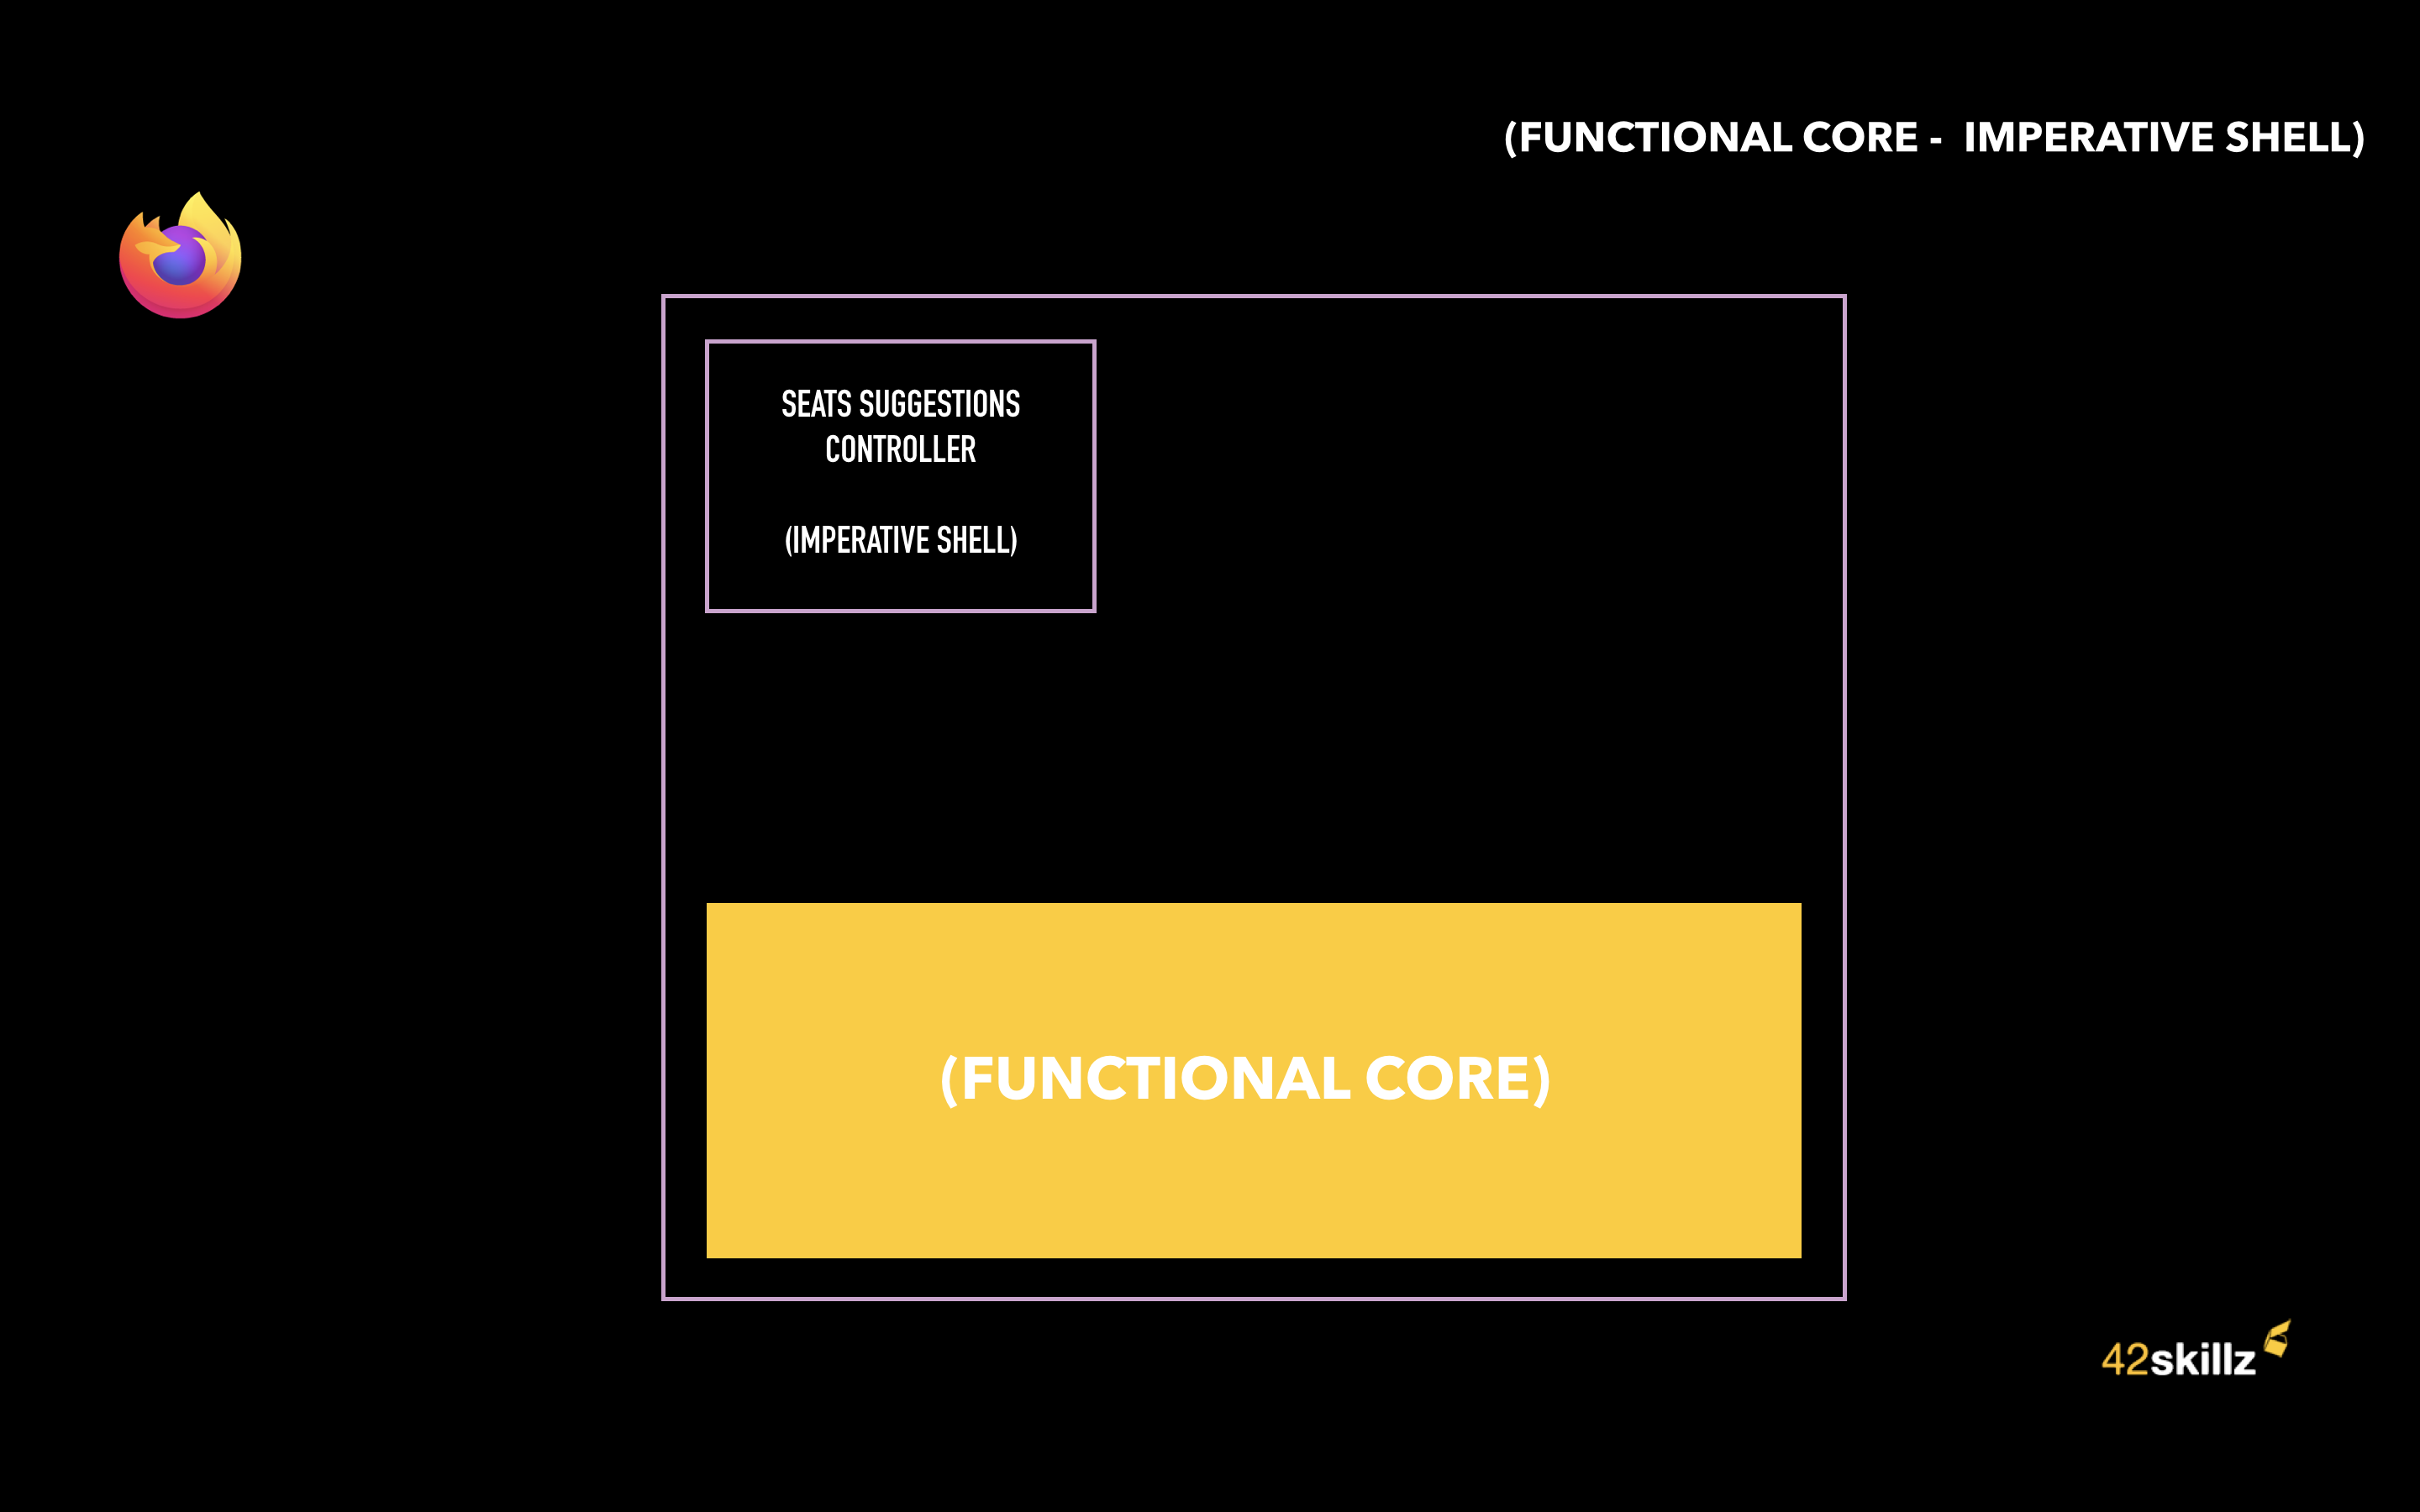 (FUNCTIONAL CORE - IMPERATIVE SHELL)
SEATS SUGGESTIONS
CONTROLLER
(IMPERATIVE SHELL)
(FUNCTIONAL CORE)
42skillz